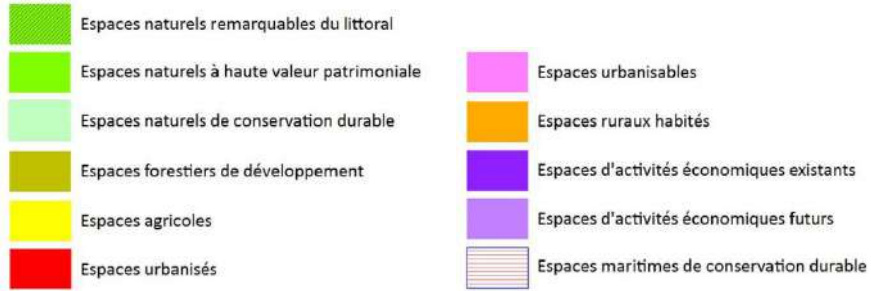 Espaces naturels remarquables du littoral
Espaces naturels à haute valeur patrimoniale
Espaces naturels de conservation durable
Espaces forestiers de développement
Espaces agricoles
Espaces urbanisés
Espaces urbanisables
Espaces ruraux habités
Espaces d'activités économiques existants
Espaces d'activités économiques futurs
Espaces maritimes de conservation durable